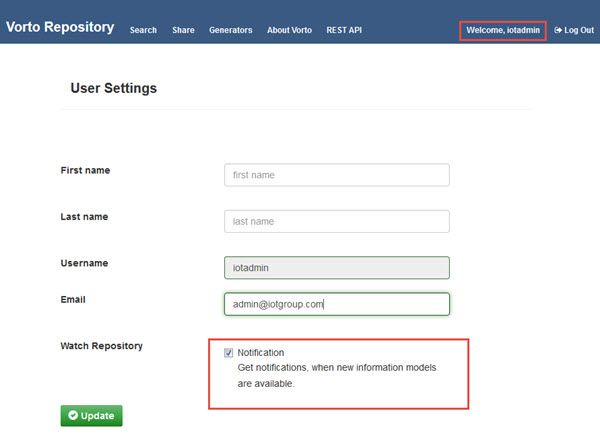 Vorto Repository Search Share Generators About Vorto REST API Welcome, iotadmin Log Out
User Settings
First name first name
Last name last name
Username iotadmin
Email admin@iotgroup.com
Watch Repository Notification
Get notifications, when new information models
are available.
Update